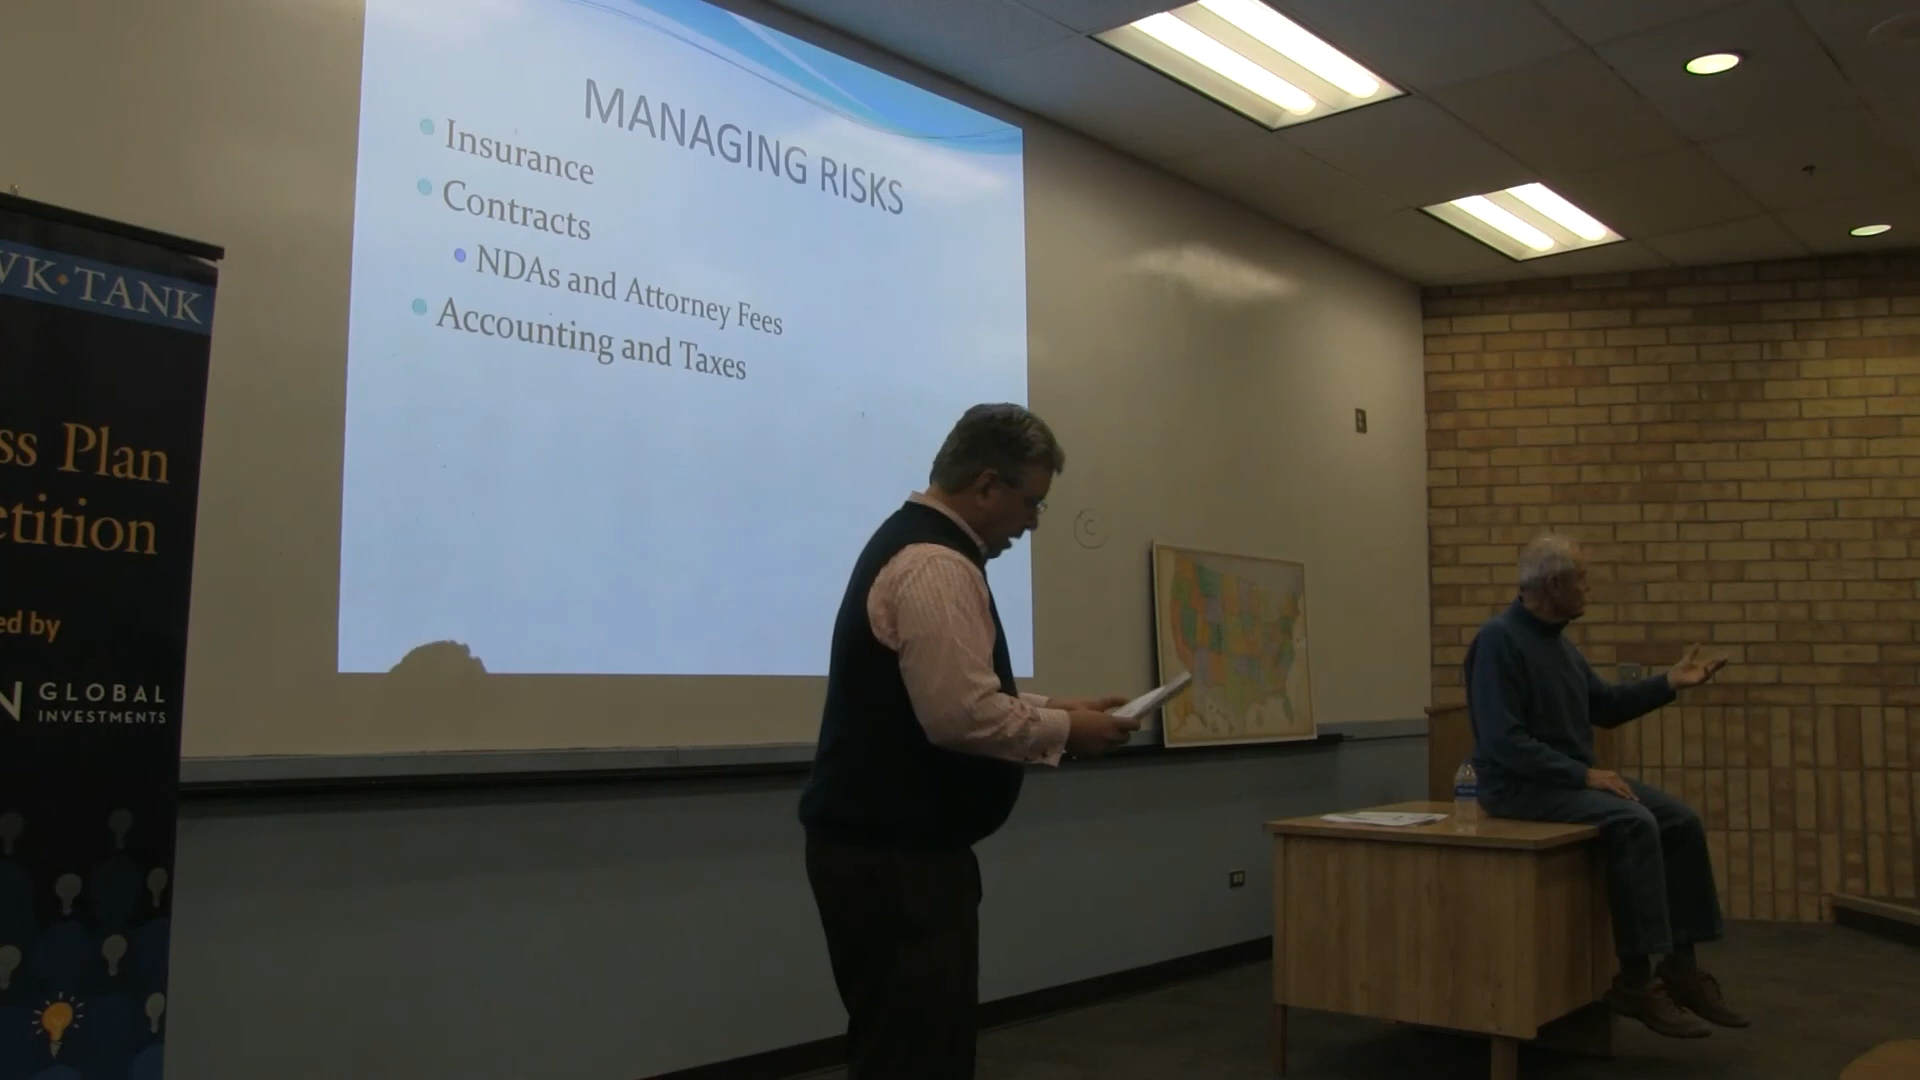 MANAGING RISKS
Insurance
Contracts
NDAs and Attorney Fees
Accounting and Taxes
WK•TANK
ss Plan
etition
ed by
N GLOBAL
INVESTMENTS
C